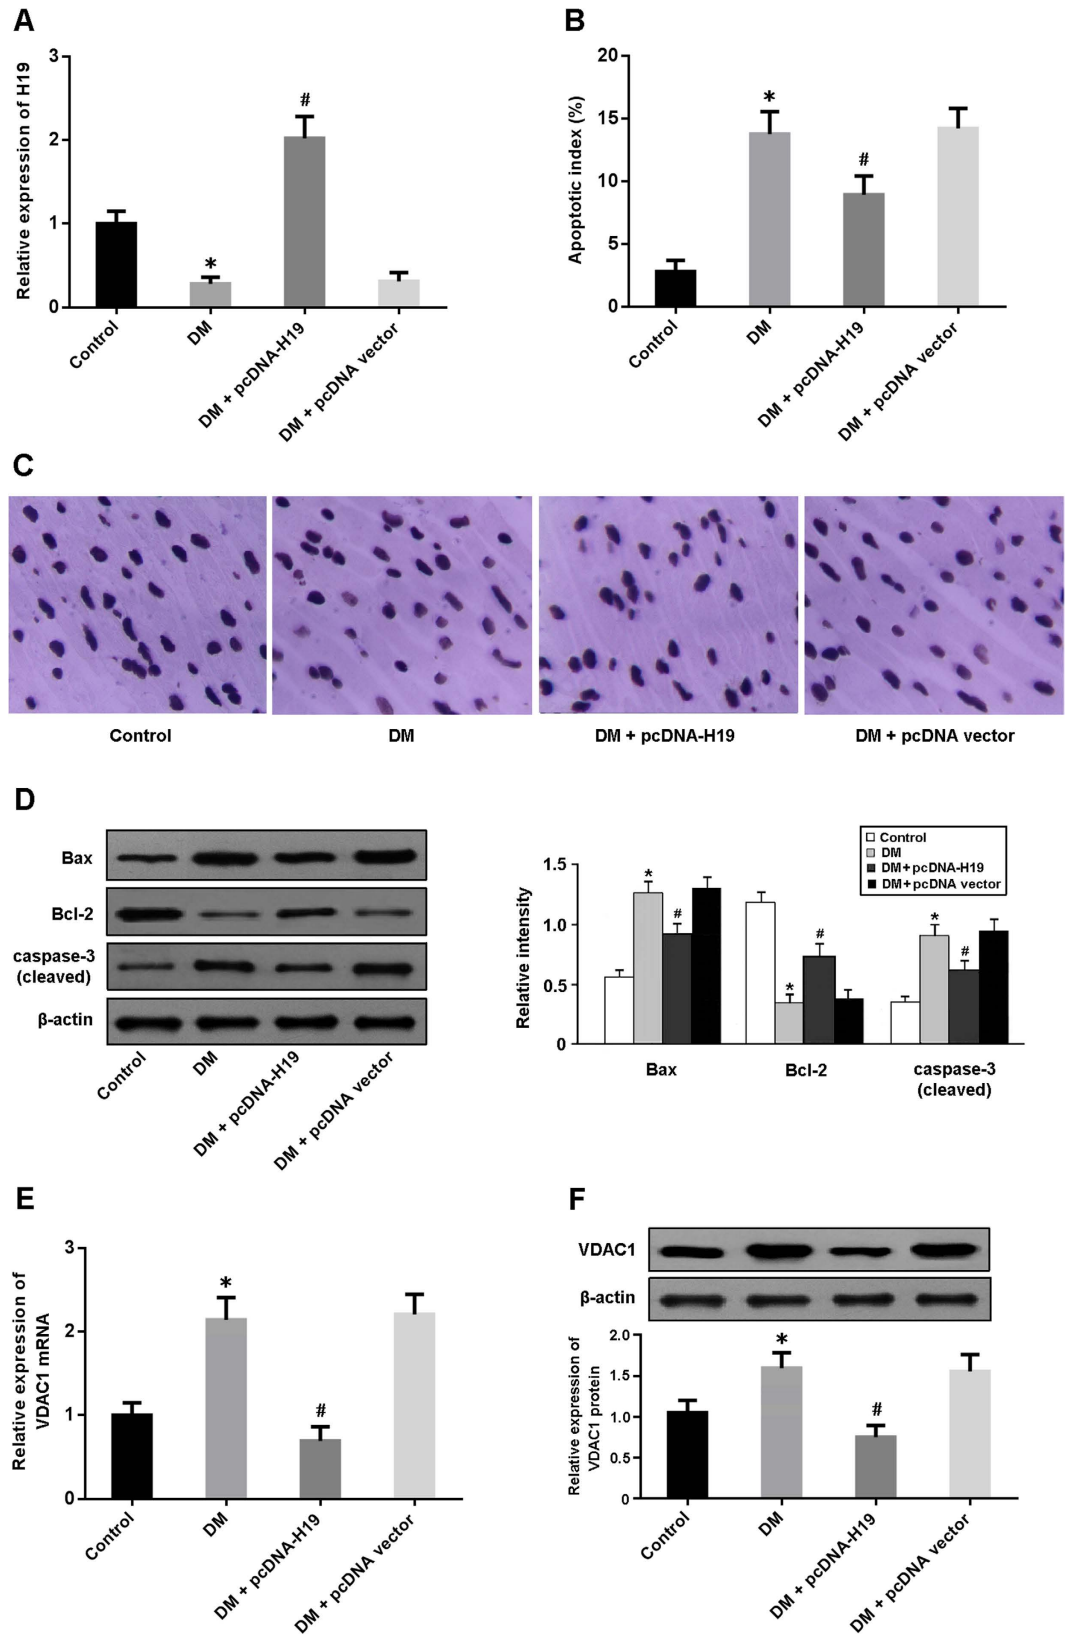 A
Relative expression of H19
3
2
1
0
*
#
Control
DM
DM + pcDNA-H19
DM + pcDNA vector
B
Apoptotic index (%)
20
15
10
5
0
*
#
Control
DM
DM + pcDNA-H19
DM + pcDNA vector
C
Control
DM
DM + pcDNA-H19
DM + pcDNA vector
D
Bax
Bcl-2
caspase-3
(cleaved)
β-actin
Control
DM
DM + pcDNA-H19
DM + pcDNA vector
Control
DM
DM+pcDNA-H19
DM+pcDNA vector
Relative intensity
1.5
1.0
0.5
0
*
#
*
#
*
#
Bax
Bcl-2
caspase-3
(cleaved)
E
Relative expression of
VDAC1 mRNA
3
2
1
0
*
#
Control
DM
DM + pcDNA-H19
DM + pcDNA vector
F
VDAC1
β-actin
Relative expression of
VDAC1 protein
2.0
1.5
1.0
0.5
0
*
#
Control
DM
DM + pcDNA-H19
DM + pcDNA vector